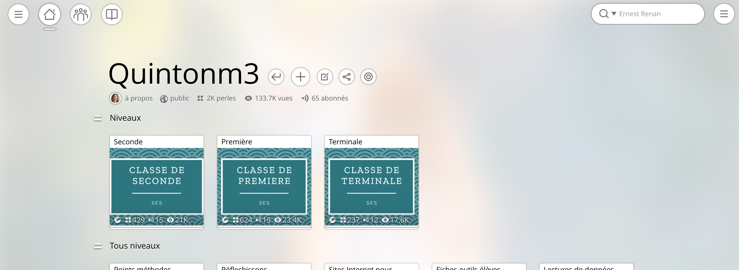 Ernest Renan
Quintonm3
à propos public 2K perles 133.7K vues 65 abonnés
Niveaux
Seconde Première Terminale
CLASSE DE SECONDE
SES
429 15 21K
CLASSE DE PREMIERE
SES
624 19 23,4K
CLASSE DE TERMINALE
SES
237 12 17,6K
Tous niveaux
Points méthodes Réfléchissons Sites Internet pour Fiches outils élèves Lectures de données